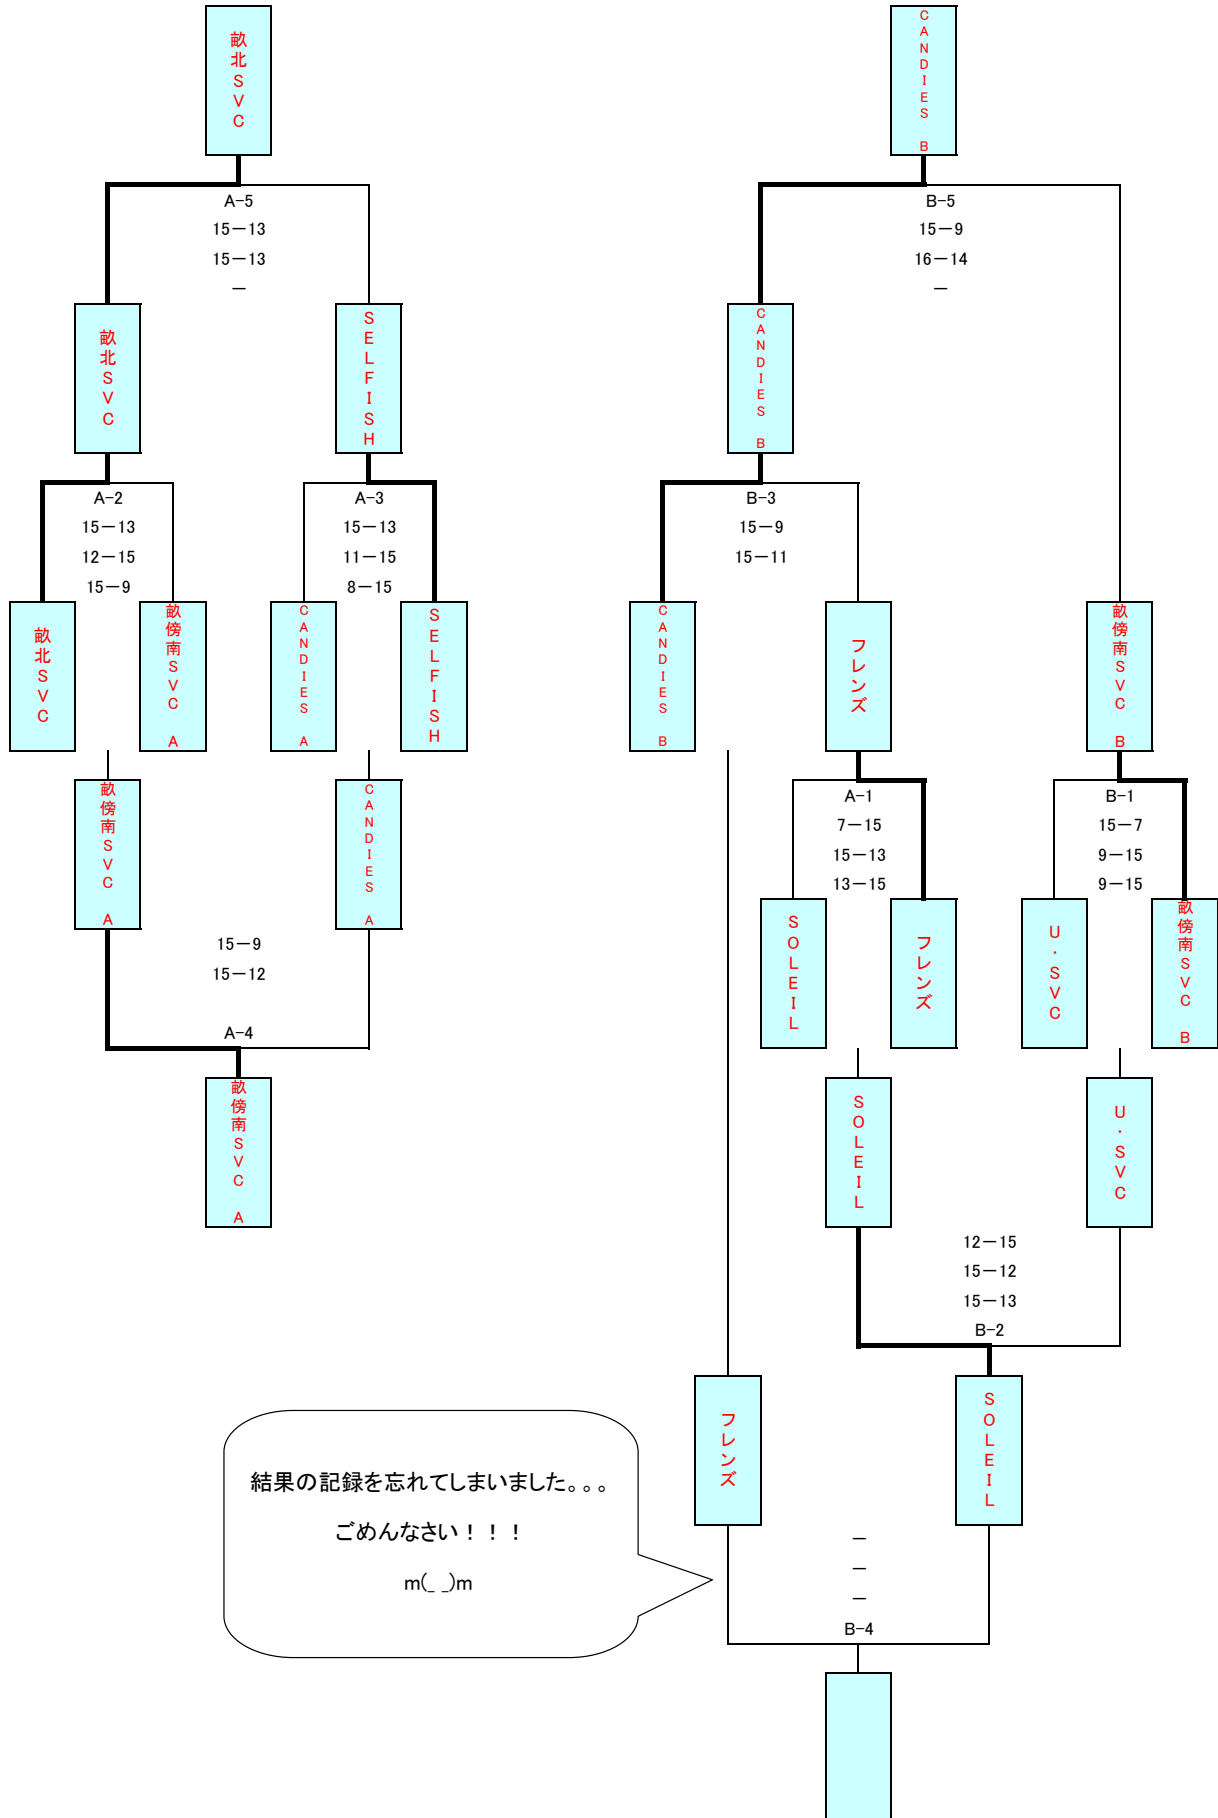 畝北SVC
A-5
15－13
15－13
－
畝北SVC
SELFISH
A-2
15－13
12－15
15－9
A-3
15－13
11－15
8－15
畝北SVC
畝傍南SVC A
CANDIES A
SELFISH
畝傍南SVC A
CANDIES A
15－9
15－12
A-4
畝傍南SVC A
CANDIES B
B-5
15－9
16－14
－
CANDIES B
B-3
15－9
15－11
CANDIES B
フレンズ
畝傍南SVC B
A-1
7－15
15－13
13－15
B-1
15－7
9－15
9－15
SOLEIL
フレンズ
U・SVC
畝傍南SVC B
SOLEIL
U・SVC
12－15
15－12
15－13
B-2
フレンズ
SOLEIL
－
－
－
B-4
結果の記録を忘れてしまいました。。。
ごめんなさい！！！
m(_ _)m